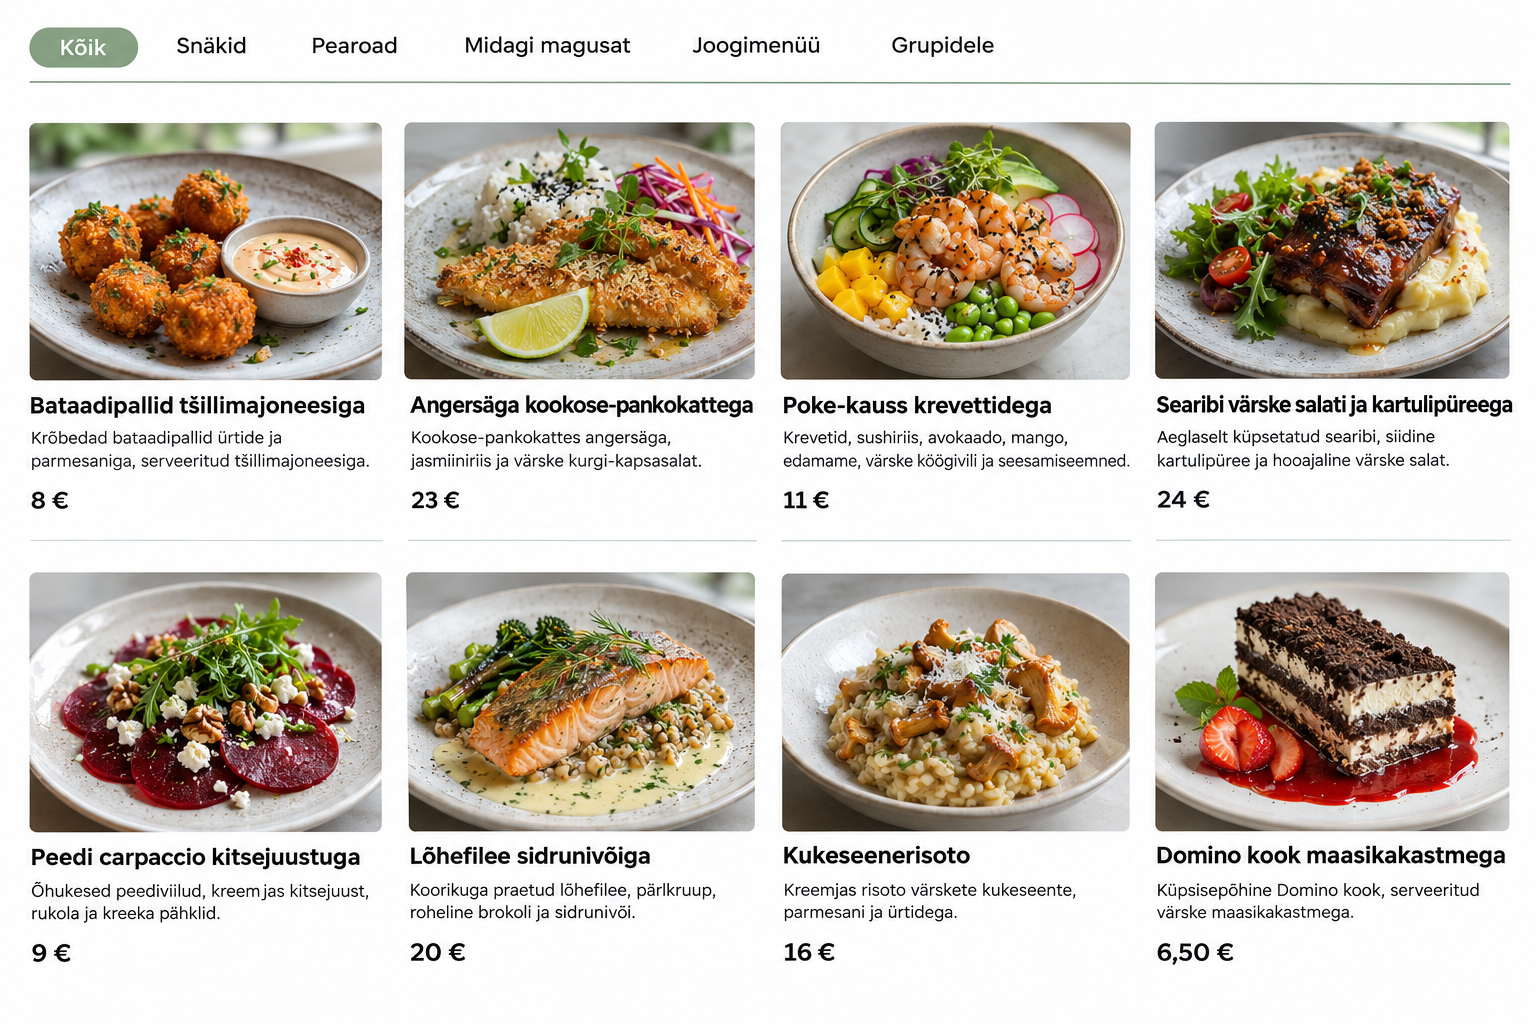 Kõik
Snäkid
Pearoad
Midagi magusat
Joogimenüü
Grupidele
Bataadipallid tšillimajoneesiga
Krõbedad bataadipallid ürtide ja
parmesaniga, serveeritud tšillimajoneesiga.
8 €
Angersäga kookose-pankokattega
Kookose-pankokattes angersäga,
jasmiiniriis ja värske kurgi-kapsasalat.
23 €
Poke-kauss krevettidega
Krevetid, sushiriis, avokaado, mango,
edamame, värske köögivili ja seesamiseemned.
11 €
Searibi värske salati ja kartulipüreega
Aeglaselt küpsetatud searibi, siidine
kartulipüree ja hooajaline värske salat.
24 €
Peedi carpaccio kitsejuustuga
Õhukesed peediviilud, kreemjas kitsejuust,
rukola ja kreeka pähklid.
9 €
Lõhefilee sidrunivõiga
Koorikuga praetud lõhefilee, pärlkruup,
roheline brokoli ja sidrunivõi.
20 €
Kukeseenerisoto
Kreemjas risoto värskete kukeseente,
parmesani ja ürtidega.
16 €
Domino kook maasikakastmega
Küpsisepõhine Domino kook, serveeritud
värske maasikakastmega.
6,50 €